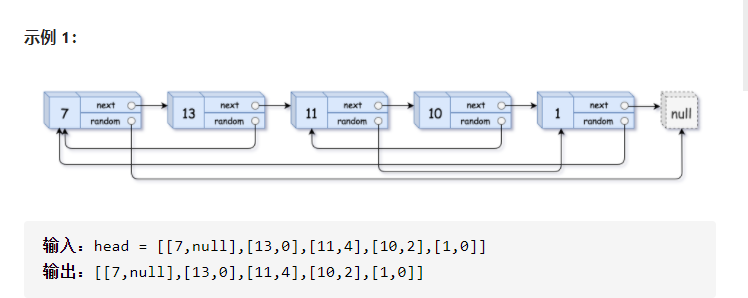 示例 1：
next next next next next
7 13 11 10 1 null
random random random random random
输入：head = [[7,null],[13,0],[11,4],[10,2],[1,0]]
输出：[[7,null],[13,0],[11,4],[10,2],[1,0]]